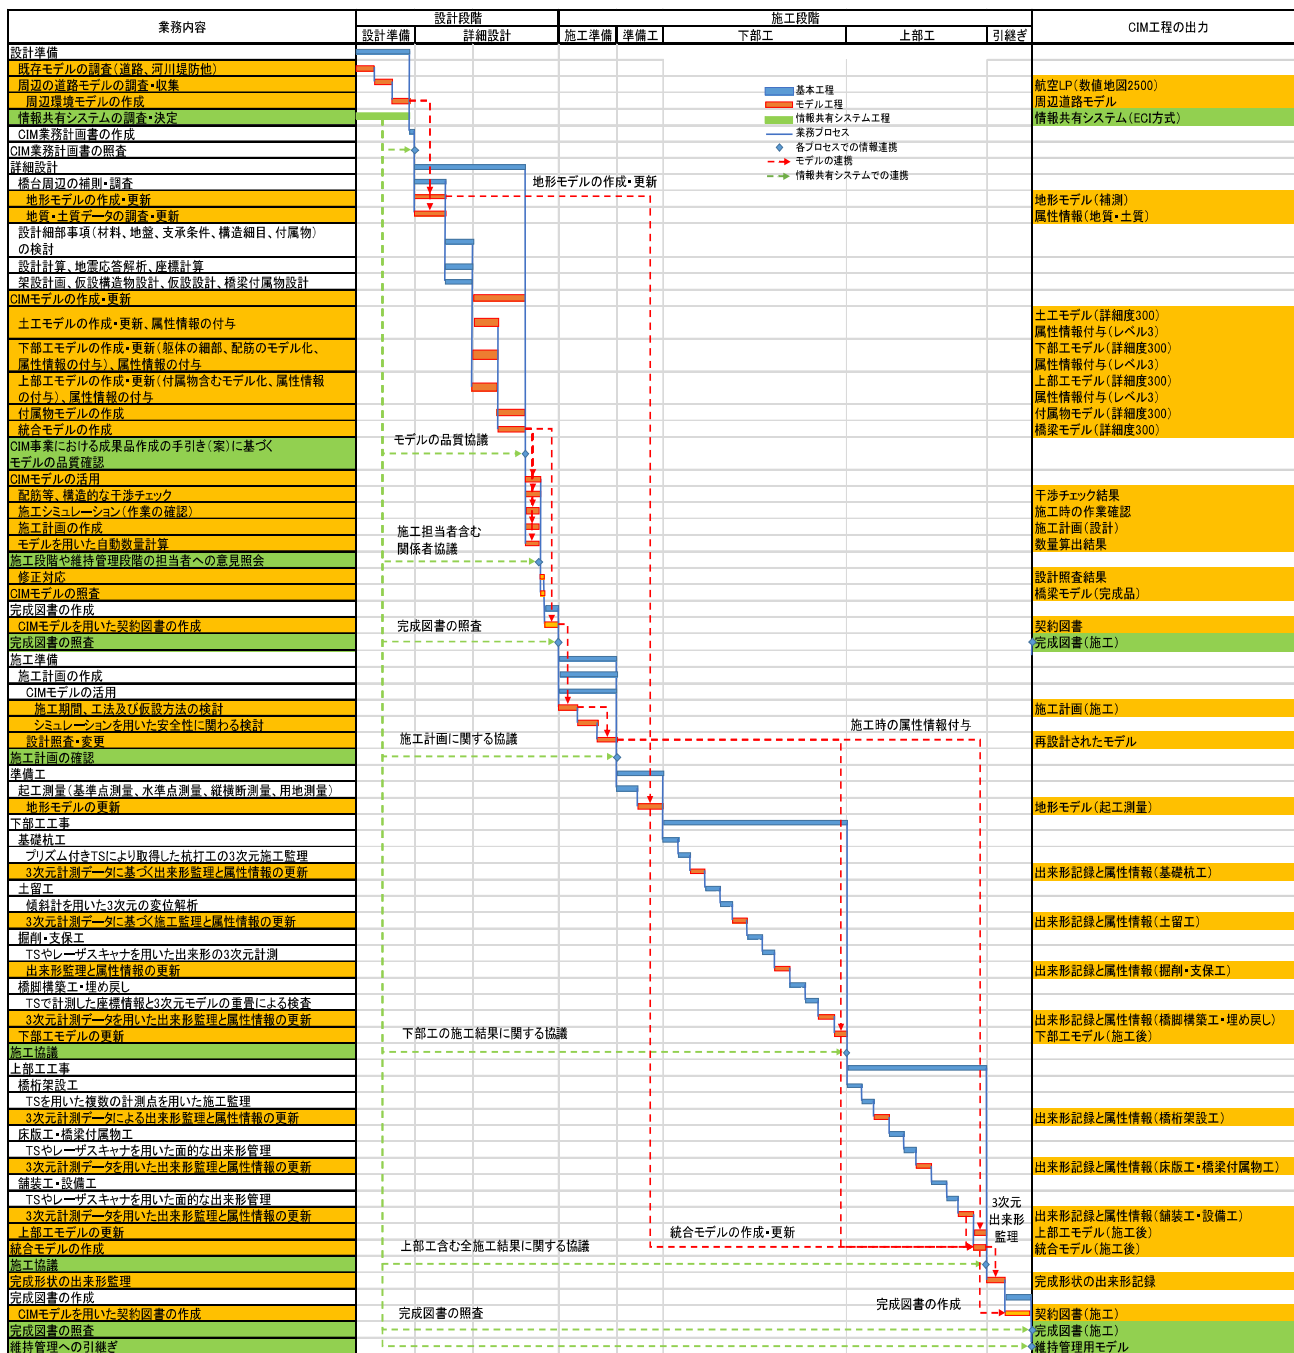 業務内容
設計段階
施工段階
CIM工程の出力
設計準備
詳細設計
施工準備
準備工
下部工
上部工
引継ぎ
設計準備
既存モデルの調査（道路、河川堤防他）
周辺の道路モデルの調査・収集
航空LP（数値地図2500）
周辺環境モデルの作成
周辺道路モデル
情報共有システムの調査・決定
情報共有システム（ECI方式）
CIM業務計画書の作成
CIM業務計画書の照査
基本工程
モデル工程
情報共有システム工程
業務プロセス
各プロセスでの情報連携
モデルの連携
情報共有システムでの連携
詳細設計
橋台周辺の補則・調査
地形モデルの作成・更新
地形モデルの作成・更新
地形モデル（補測）
地質・土質データの調査・更新
属性情報（地質・土質）
設計細部事項（材料、地盤、支承条件、構造細目、付属物）
の検討
設計計算、地震応答解析、座標計算
架設計画、仮設構造物設計、仮設設計、橋梁付属物設計
CIMモデルの作成・更新
土工モデルの作成・更新、属性情報の付与
土工モデル（詳細度300）
属性情報付与（レベル3）
下部工モデルの作成・更新（躯体の細部、配筋のモデル化、
属性情報の付与）、属性情報の付与
下部工モデル（詳細度300）
属性情報付与（レベル3）
上部工モデルの作成・更新（付属物含むモデル化、属性情報
の付与）、属性情報の付与
上部工モデル（詳細度300）
属性情報付与（レベル3）
付属物モデルの作成
付属物モデル（詳細度300）
統合モデルの作成
橋梁モデル（詳細度300）
モデルの品質協議
CIM事業における成果品作成の手引き（案）に基づく
モデルの品質確認
CIMモデルの活用
配筋等、構造的な干渉チェック
干渉チェック結果
施工シミュレーション（作業の確認）
施工時の作業確認
施工計画の作成
施工計画（設計）
モデルを用いた自動数量計算
数量算出結果
施工担当者含む
関係者協議
施工段階や維持管理段階の担当者への意見照会
修正対応
設計照査結果
CIMモデルの照査
橋梁モデル（完成品）
完成図書の作成
CIMモデルを用いた契約図書の作成
完成図書の照査
契約図書
完成図書の照査
完成図書（施工）
施工準備
施工計画の作成
CIMモデルの活用
施工期間、工法及び仮設方法の検討
施工計画（施工）
シミュレーションを用いた安全性に関わる検討
施工時の属性情報付与
設計照査・変更
施工計画に関する協議
再設計されたモデル
施工計画の確認
準備工
起工測量（基準点測量、水準点測量、縦横断測量、用地測量）
地形モデルの更新
地形モデル（起工測量）
下部工工事
基礎杭工
プリズム付きTSにより取得した杭打工の3次元施工監理
3次元計測データに基づく出来形監理と属性情報の更新
出来形記録と属性情報（基礎杭工）
土留工
傾斜計を用いた3次元の変位解析
3次元計測データに基づく施工監理と属性情報の更新
出来形記録と属性情報（土留工）
掘削・支保工
TSやレーザスキャナを用いた出来形の3次元計測
出来形監理と属性情報の更新
出来形記録と属性情報（掘削・支保工）
橋脚構築工・埋め戻し
TSで計測した座標情報と3次元モデルの重畳による検査
3次元計測データを用いた出来形監理と属性情報の更新
出来形記録と属性情報（橋脚構築工・埋め戻し）
下部工モデルの更新
下部工の施工結果に関する協議
下部工モデル（施工後）
施工協議
上部工工事
橋桁架設工
TSを用いた複数の計測点を用いた施工監理
3次元計測データによる出来形監理と属性情報の更新
出来形記録と属性情報（橋桁架設工）
床版工・橋梁付属物工
TSやレーザスキャナを用いた面的な出来形管理
3次元計測データを用いた出来形監理と属性情報の更新
出来形記録と属性情報（床版工・橋梁付属物工）
舗装工・設備工
TSやレーザスキャナを用いた面的な出来形管理
3次元
出来形
監理
3次元計測データを用いた出来形監理と属性情報の更新
出来形記録と属性情報（舗装工・設備工）
上部工モデルの更新
統合モデルの作成・更新
上部工モデル（施工後）
統合モデルの作成
上部工含む全施工結果に関する協議
統合モデル（施工後）
施工協議
完成形状の出来形監理
完成形状の出来形記録
完成図書の作成
完成図書の作成
CIMモデルを用いた契約図書の作成
完成図書の照査
契約図書（施工）
完成図書の照査
完成図書（施工）
維持管理への引継ぎ
維持管理用モデル